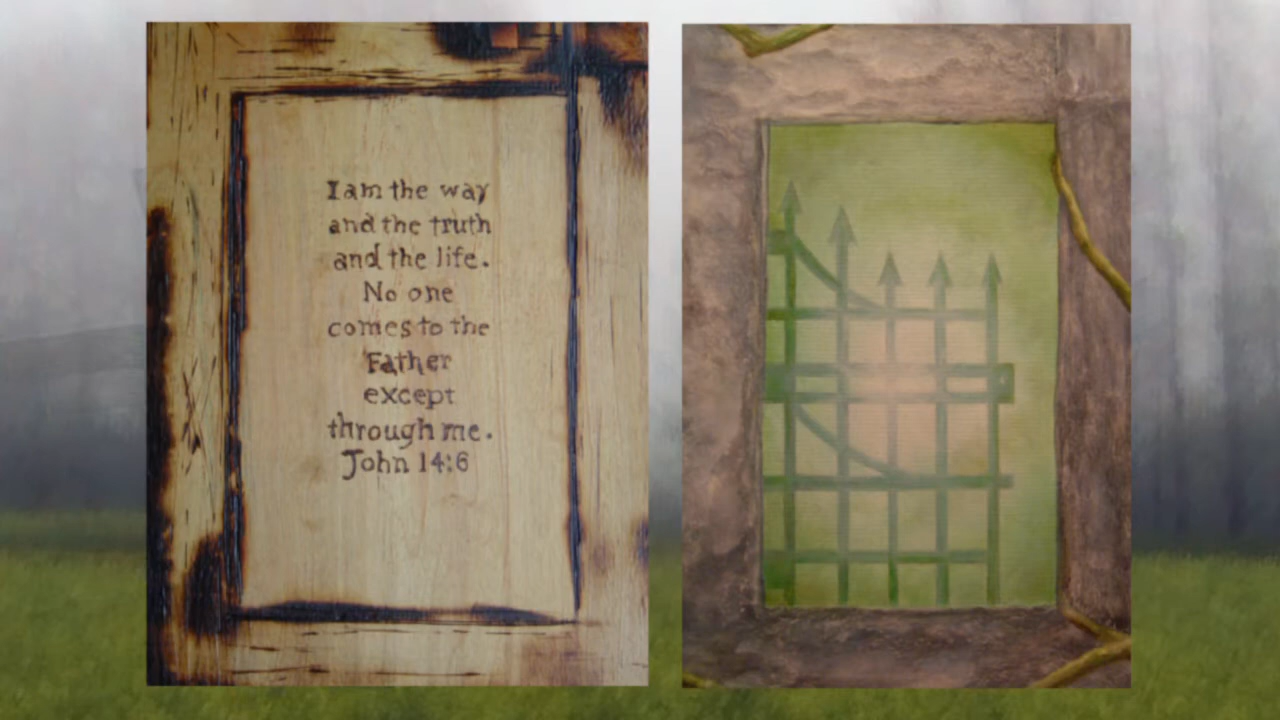 I am the way
and the truth
and the life.
No one
comes to the
Father
except
through me.
John 14:6